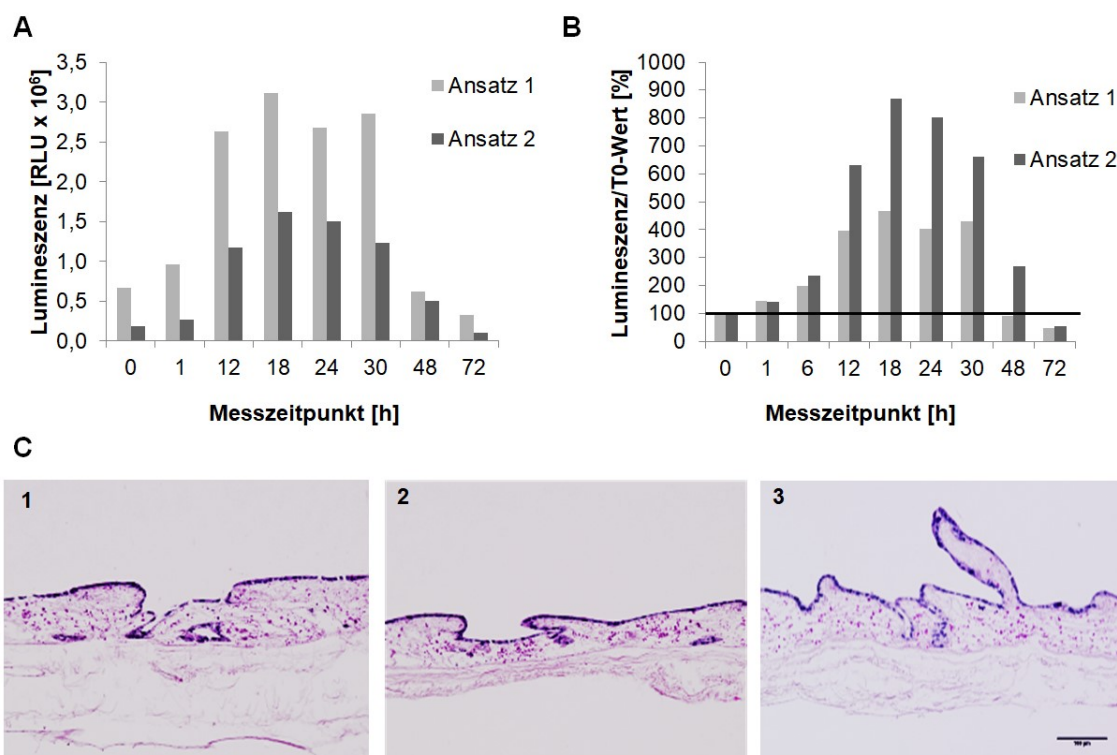 A
Lumineszenz [RLU x 10⁶]
3,5
3,0
2,5
2,0
1,5
1,0
0,5
0,0
Ansatz 1
Ansatz 2
0 1 12 18 24 30 48 72
Messzeitpunkt [h]
B
Lumineszenz/T0-Wert [%]
1000
900
800
700
600
500
400
300
200
100
0
Ansatz 1
Ansatz 2
0 1 6 12 18 24 30 48 72
Messzeitpunkt [h]
C
1
2
3